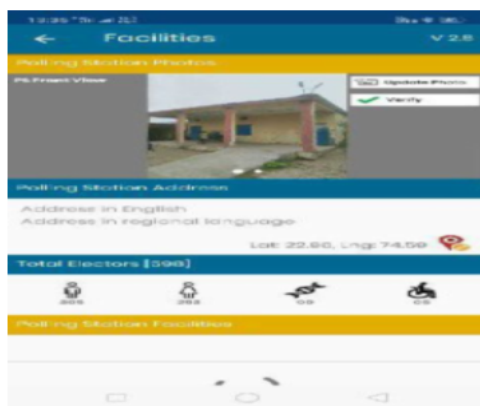 Facilities
V 2.8
Polling Station Photos
PS Front View
Update Photo
Verify
Polling Station Address
Address in English
Address in regional language
Lat: 22.80, Lng: 74.59
Total Electors [598]
Polling Station Facilities